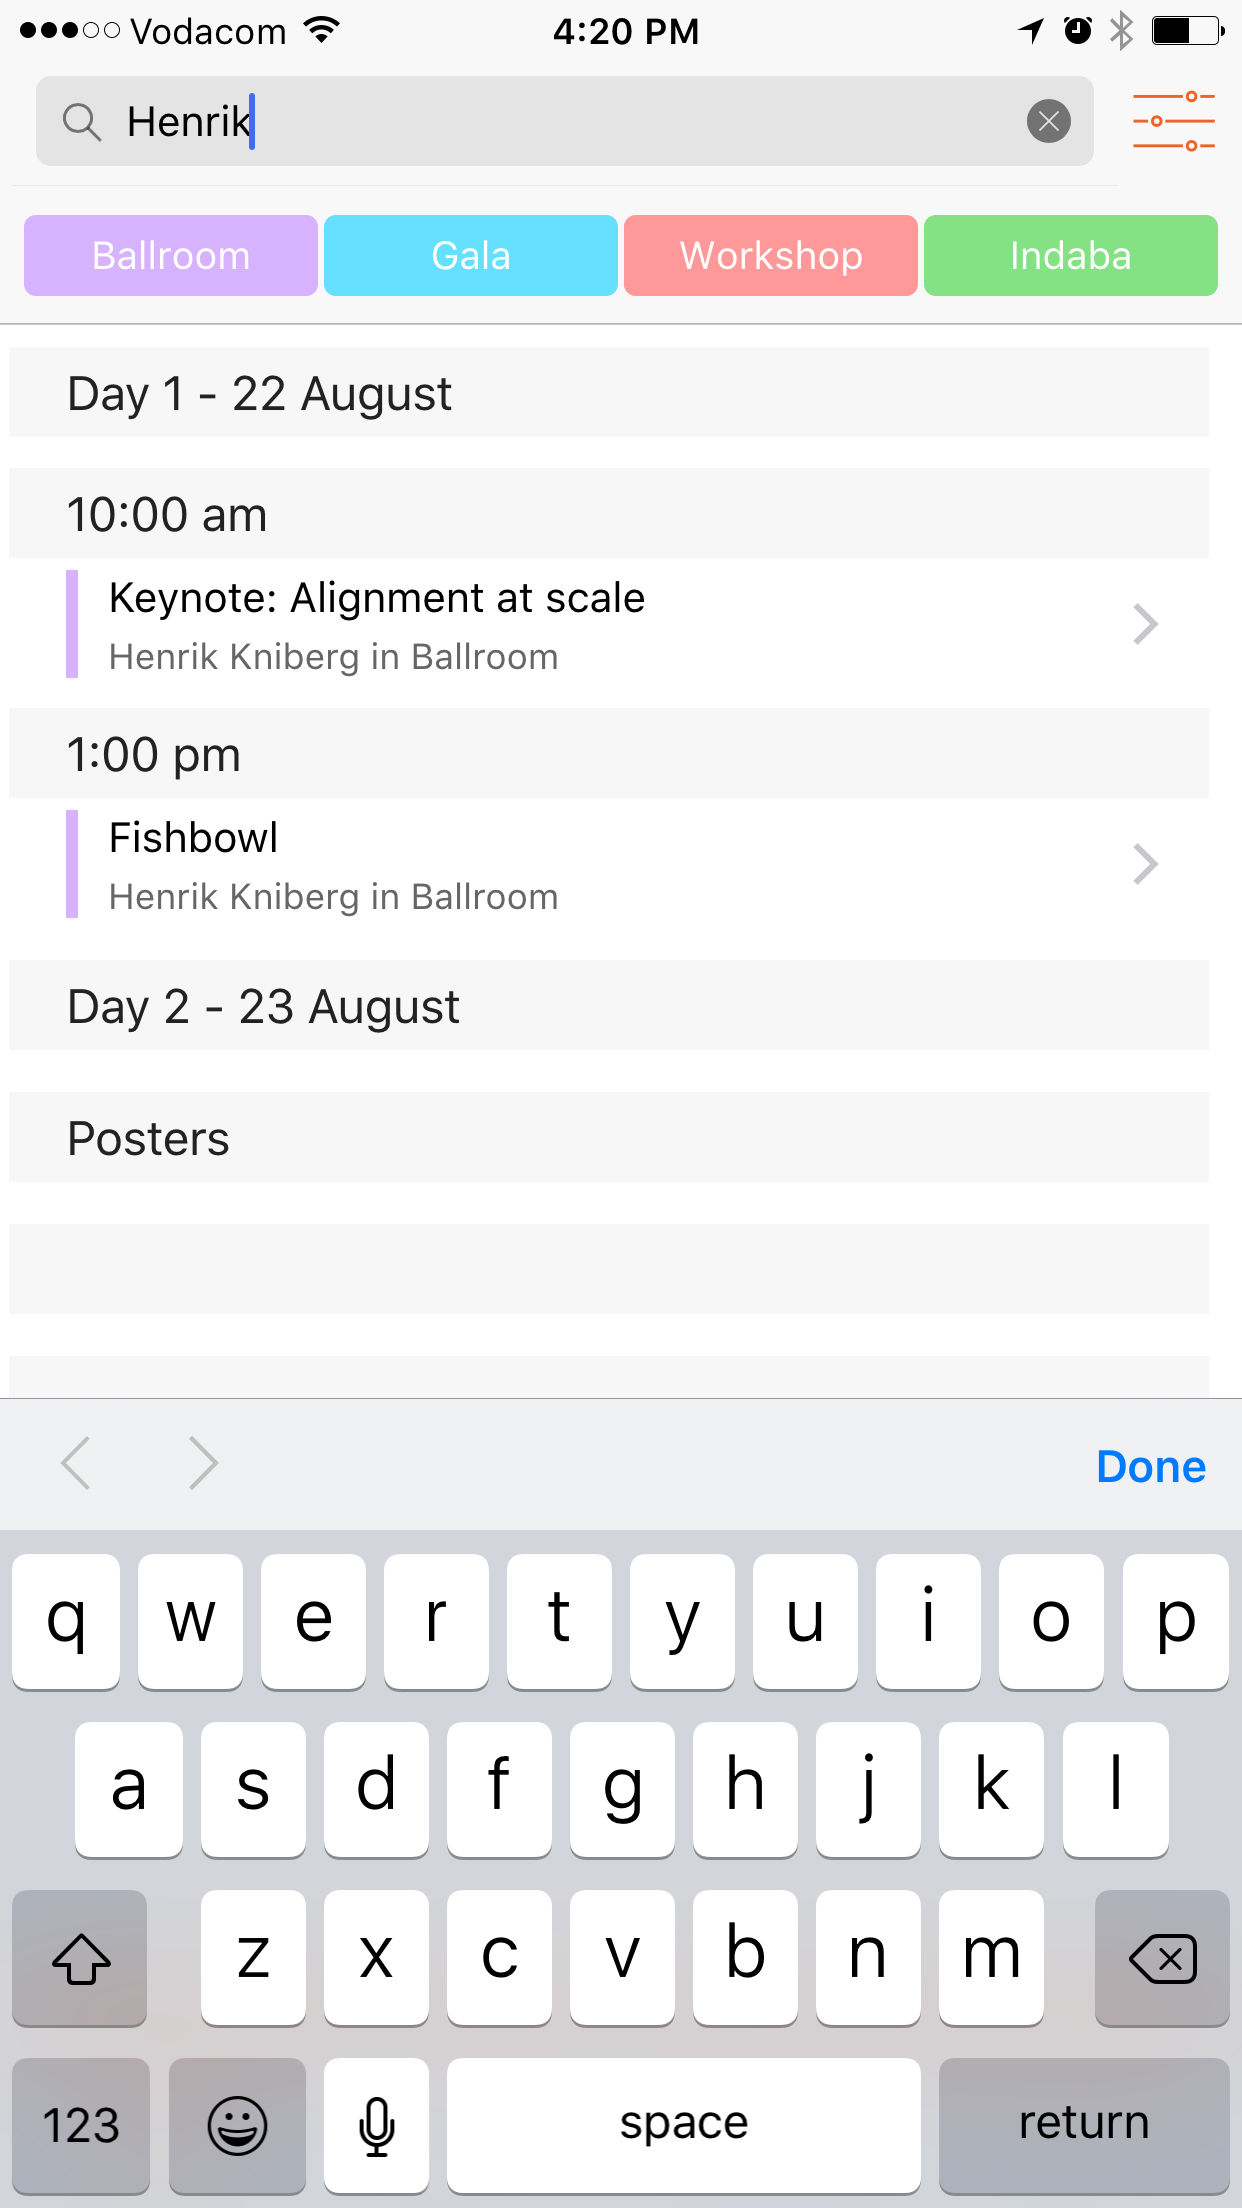 Vodacom 4:20 PM
Henrik
Ballroom Gala Workshop Indaba
Day 1 - 22 August
10:00 am
Keynote: Alignment at scale
Henrik Kniberg in Ballroom
1:00 pm
Fishbowl
Henrik Kniberg in Ballroom
Day 2 - 23 August
Posters
Done
q w e r t y u i o p
a s d f g h j k l
z x c v b n m
123 space return